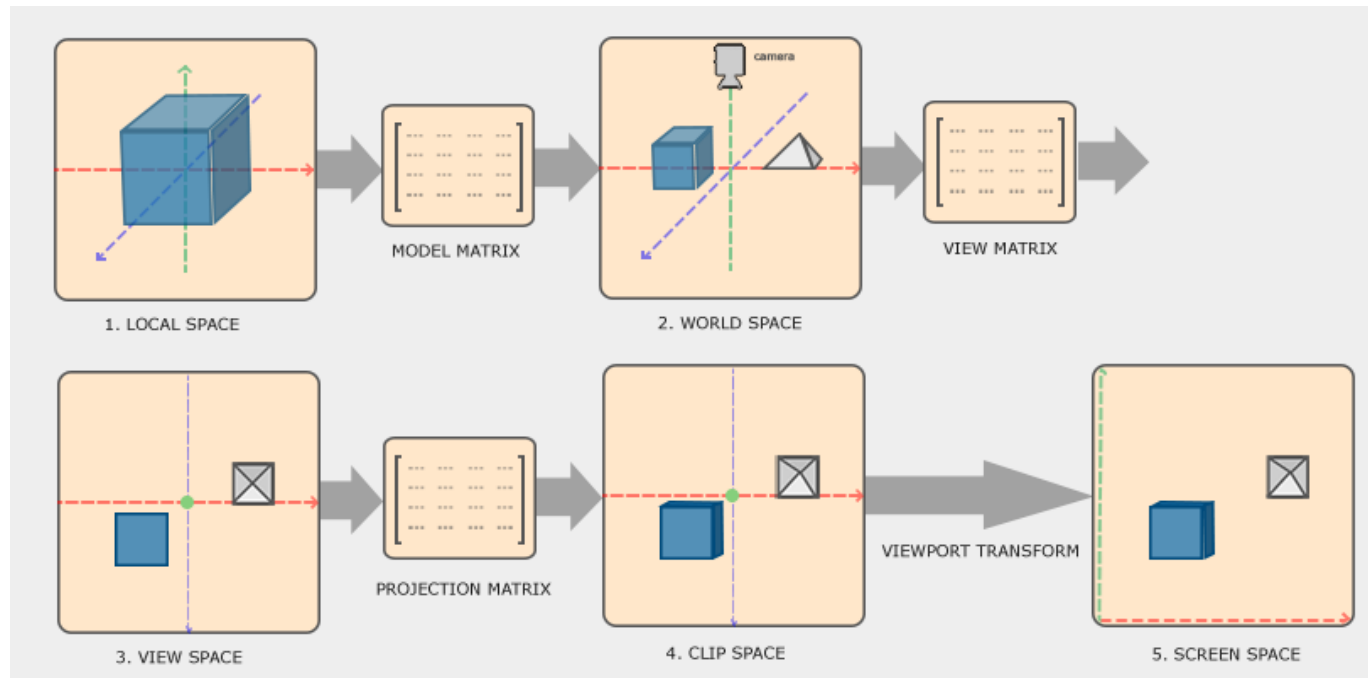 camera
MODEL MATRIX
VIEW MATRIX
1. LOCAL SPACE
2. WORLD SPACE
PROJECTION MATRIX
VIEWPORT TRANSFORM
3. VIEW SPACE
4. CLIP SPACE
5. SCREEN SPACE